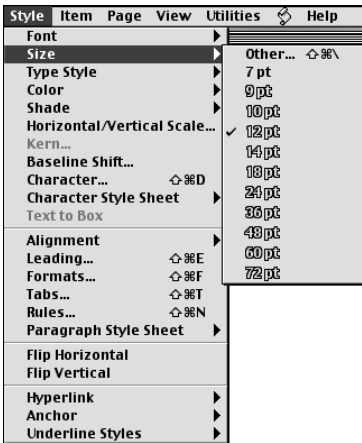 Style Item Page View Utilities Help
Font
Size
Type Style
Color
Shade
Horizontal/Vertical Scale...
Kern...
Baseline Shift...
Character... ⇧⌘D
Character Style Sheet
Text to Box
Alignment
Leading... ⇧⌘E
Formats... ⇧⌘F
Tabs... ⇧⌘T
Rules... ⇧⌘N
Paragraph Style Sheet
Flip Horizontal
Flip Vertical
Hyperlink
Anchor
Underline Styles
Other... ⇧⌘\
7 pt
9 pt
10 pt
✓ 12 pt
14 pt
18 pt
24 pt
36 pt
48 pt
60 pt
72 pt